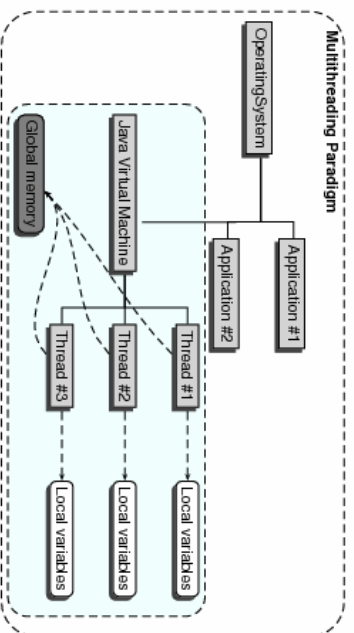 Multithreading Paradigm
OperatingSystem
Application #1
Application #2
Java Virtual Machine
Thread #1
Thread #2
Thread #3
Local variables
Local variables
Local variables
Global memory